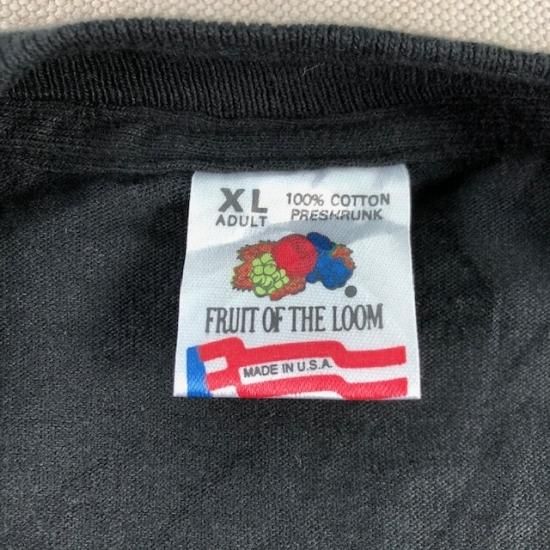 XL
ADULT
100% COTTON
PRESHRUNK
FRUIT OF THE LOOM
MADE IN U.S.A.